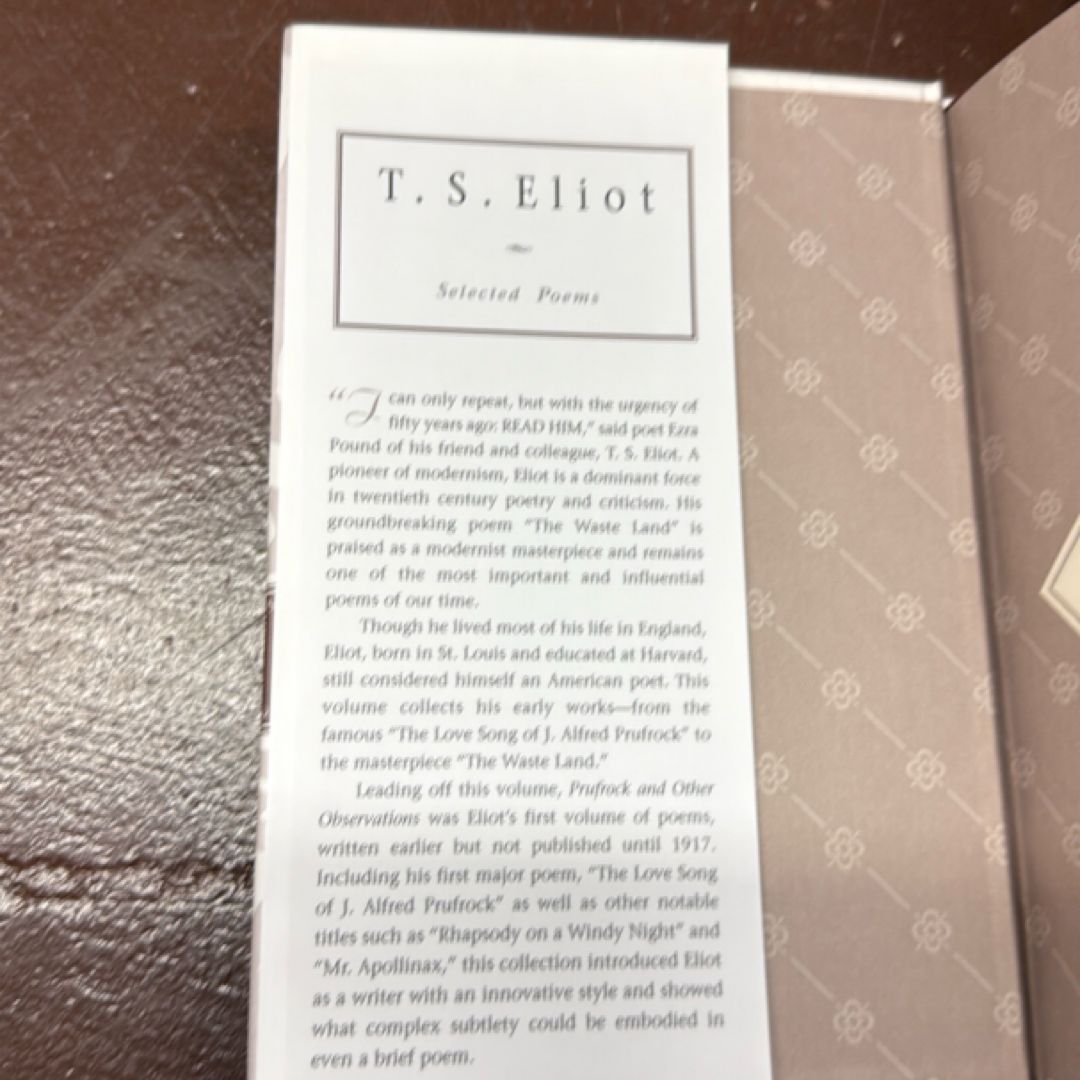 T. S. Eliot
Selected Poems
“I can only repeat, but with the urgency of
fifty years ago: READ HIM,” said poet Ezra
Pound of his friend and colleague, T. S. Eliot. A
pioneer of modernism, Eliot is a dominant force
in twentieth century poetry and criticism. His
groundbreaking poem “The Waste Land” is
praised as a modernist masterpiece and remains
one of the most important and influential
poems of our time.
Though he lived most of his life in England,
Eliot, born in St. Louis and educated at Harvard,
still considered himself an American poet. This
volume collects his early works—from the
famous “The Love Song of J. Alfred Prufrock” to
the masterpiece “The Waste Land.”
Leading off this volume, Prufrock and Other
Observations was Eliot’s first volume of poems,
written earlier but not published until 1917.
Including his first major poem, “The Love Song
of J. Alfred Prufrock” as well as other notable
titles such as “Rhapsody on a Windy Night” and
“Mr. Apollinax,” this collection introduced Eliot
as a writer with an innovative style and showed
what complex subtlety could be embodied in
even a brief poem.